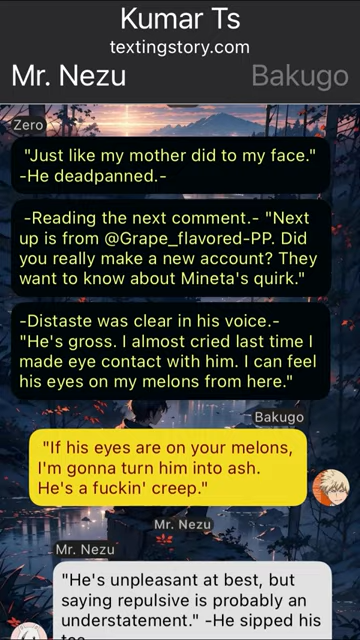 Kumar Ts
textingstory.com
Mr. Nezu
Bakugo
Zero
"Just like my mother did to my face."
-He deadpanned.-
-Reading the next comment.- "Next
up is from @Grape_flavored-PP. Did
you really make a new account? They
want to know about Mineta's quirk."
-Distaste was clear in his voice.-
"He's gross. I almost cried last time I
made eye contact with him. I can feel
his eyes on my melons from here."
Bakugo
"If his eyes are on your melons,
I'm gonna turn him into ash.
He's a fuckin' creep."
Mr. Nezu
Mr. Nezu
"He's unpleasant at best, but
saying repulsive is probably an
understatement." -He sipped his